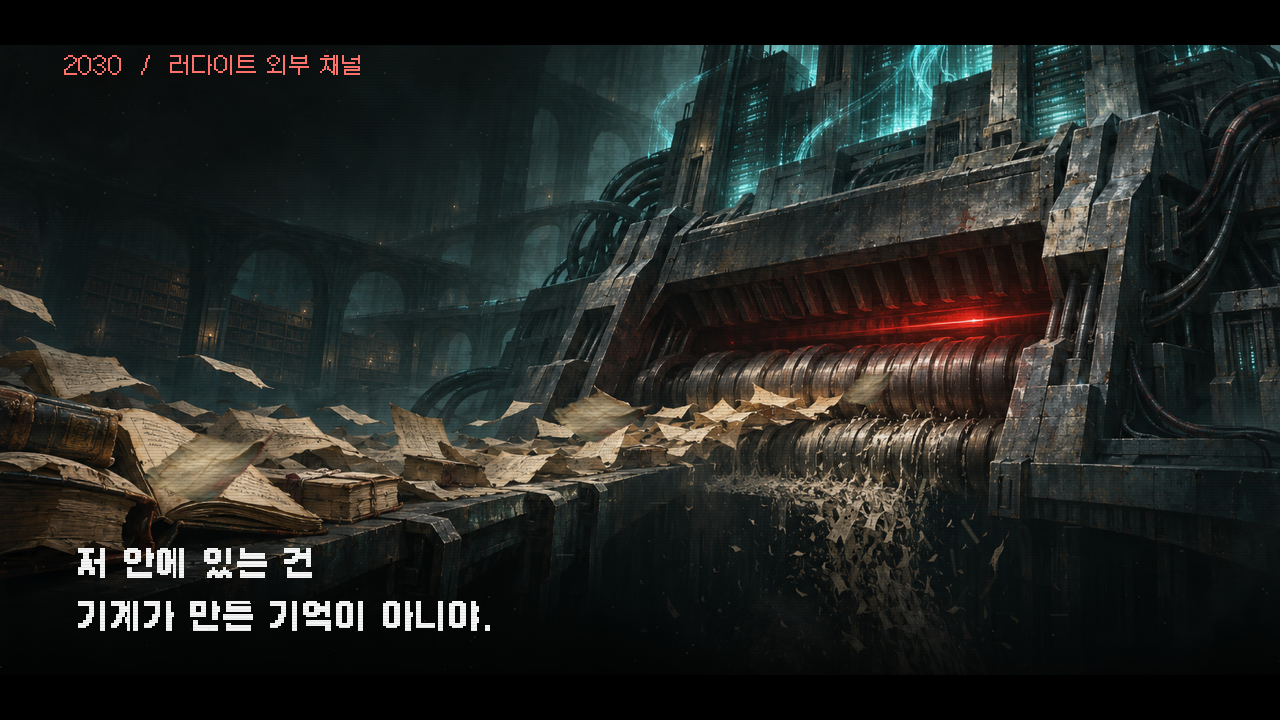 2030 / 러다이트 외부 채널
저 안에 있는 건
기계가 만든 기억이 아니야.